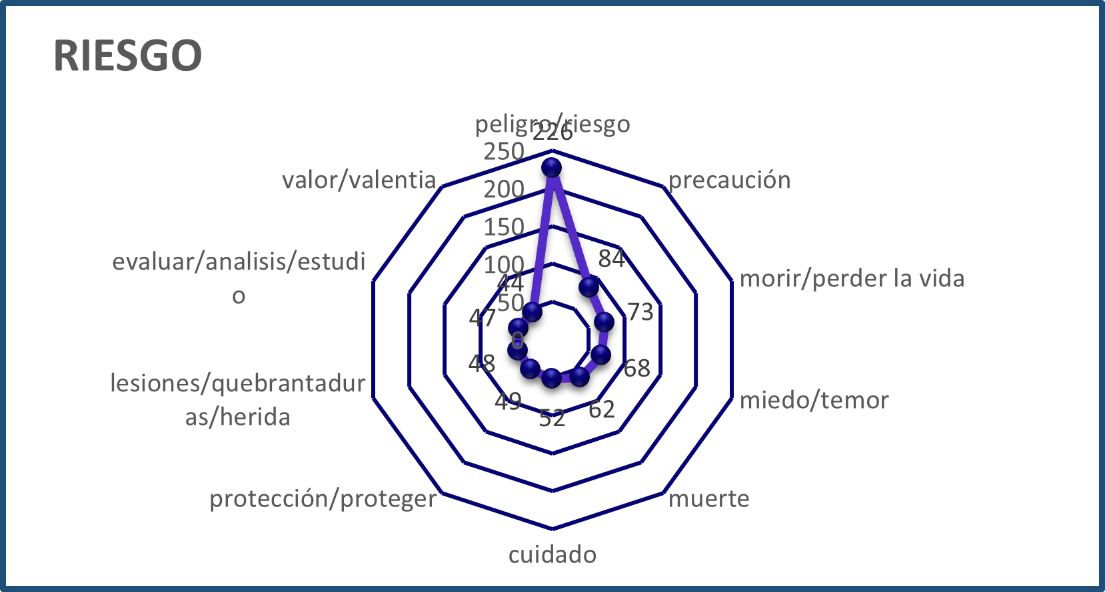 RIESGO
peligro/riesgo
226
250
valor/valentia
precaución
200
150
84
evaluar/analisis/estudi
o
100
morir/perder la vida
44
50
73
47
0
48
68
lesiones/quebrantadur
as/herida
miedo/temor
49
62
52
protección/proteger
muerte
cuidado